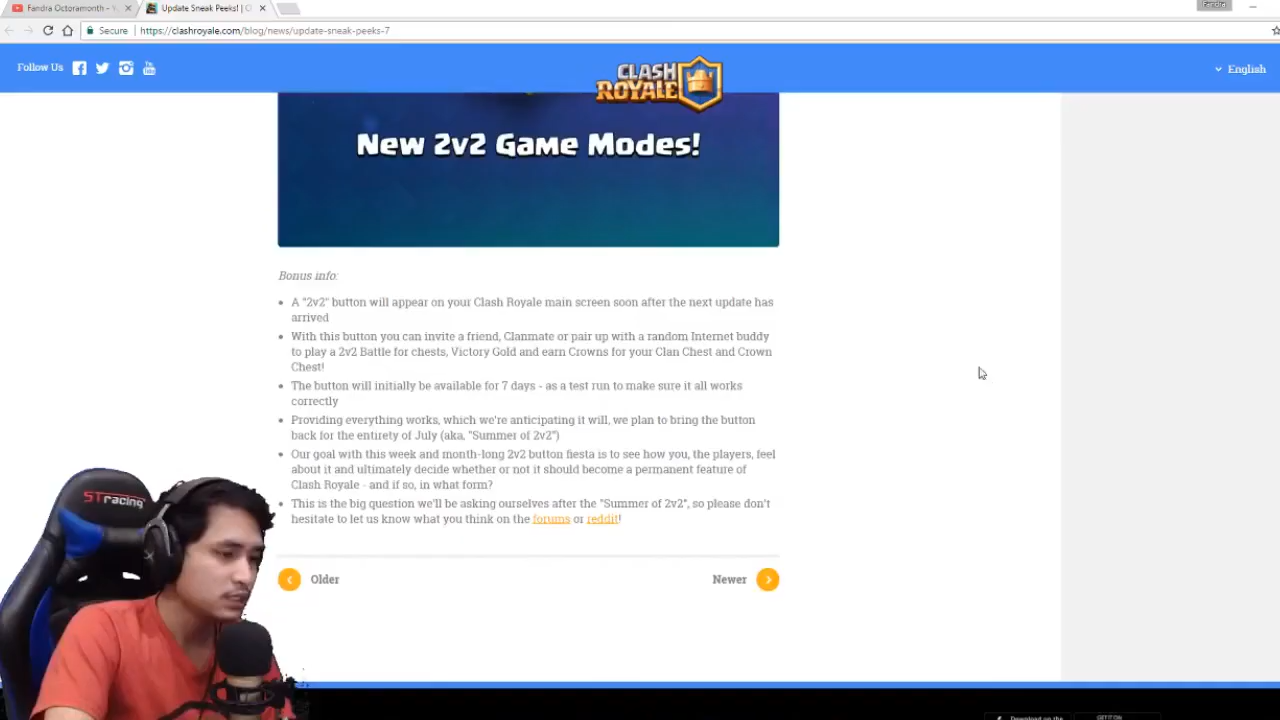 Fandra
Fandra Octoramonth -
Update Sneak Peeks! |
Secure
https://clashroyale.com/blog/news/update-sneak-peeks-7
Follow Us
You
Tube
CLASH
ROYALE
English
New 2v2 Game Modes!
Bonus info:
A "2v2" button will appear on your Clash Royale main screen soon after the next update has
arrived
With this button you can invite a friend, Clanmate or pair up with a random Internet buddy
to play a 2v2 Battle for chests, Victory Gold and earn Crowns for your Clan Chest and Crown
Chest!
The button will initially be available for 7 days - as a test run to make sure it all works
correctly
Providing everything works, which we're anticipating it will, we plan to bring the button
back for the entirety of July (aka, "Summer of 2v2")
Our goal with this week and month-long 2v2 button fiesta is to see how you, the players, feel
about it and ultimately decide whether or not it should become a permanent feature of
Clash Royale - and if so, in what form?
This is the big question we'll be asking ourselves after the "Summer of 2v2", so please don't
hesitate to let us know what you think on the forums or reddit!
STracing
Older
Newer
Download on the
GET IT ON